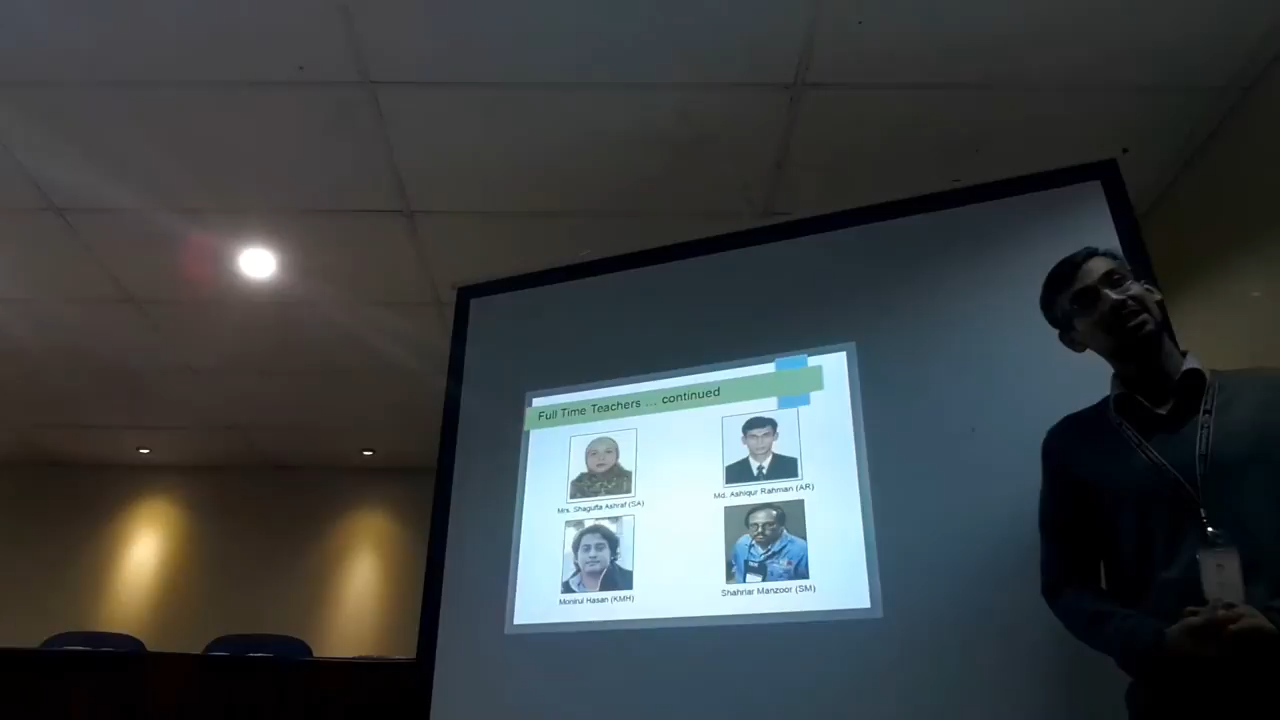 Full Time Teachers ... continued
Mrs. Shagufta Ashraf (SA)
Md. Ashiqur Rahman (AR)
Monirul Hasan (KMH)
Shahriar Manzoor (SM)